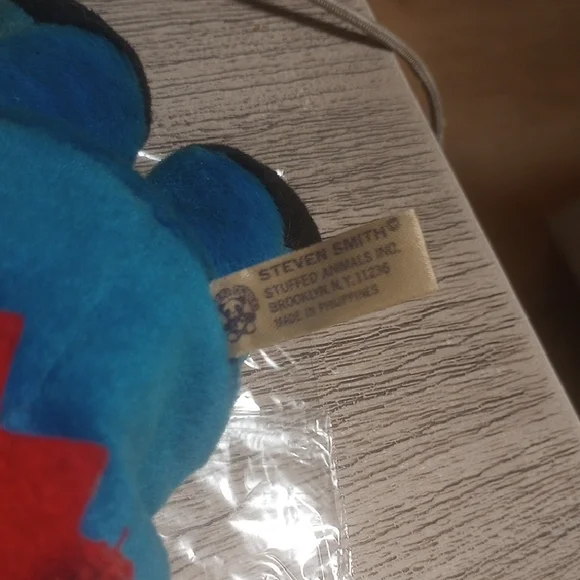 STEVEN SMITH©
STUFFED ANIMALS INC.
BROOKLYN. N.Y. 11236
MADE IN PHILIPPINES